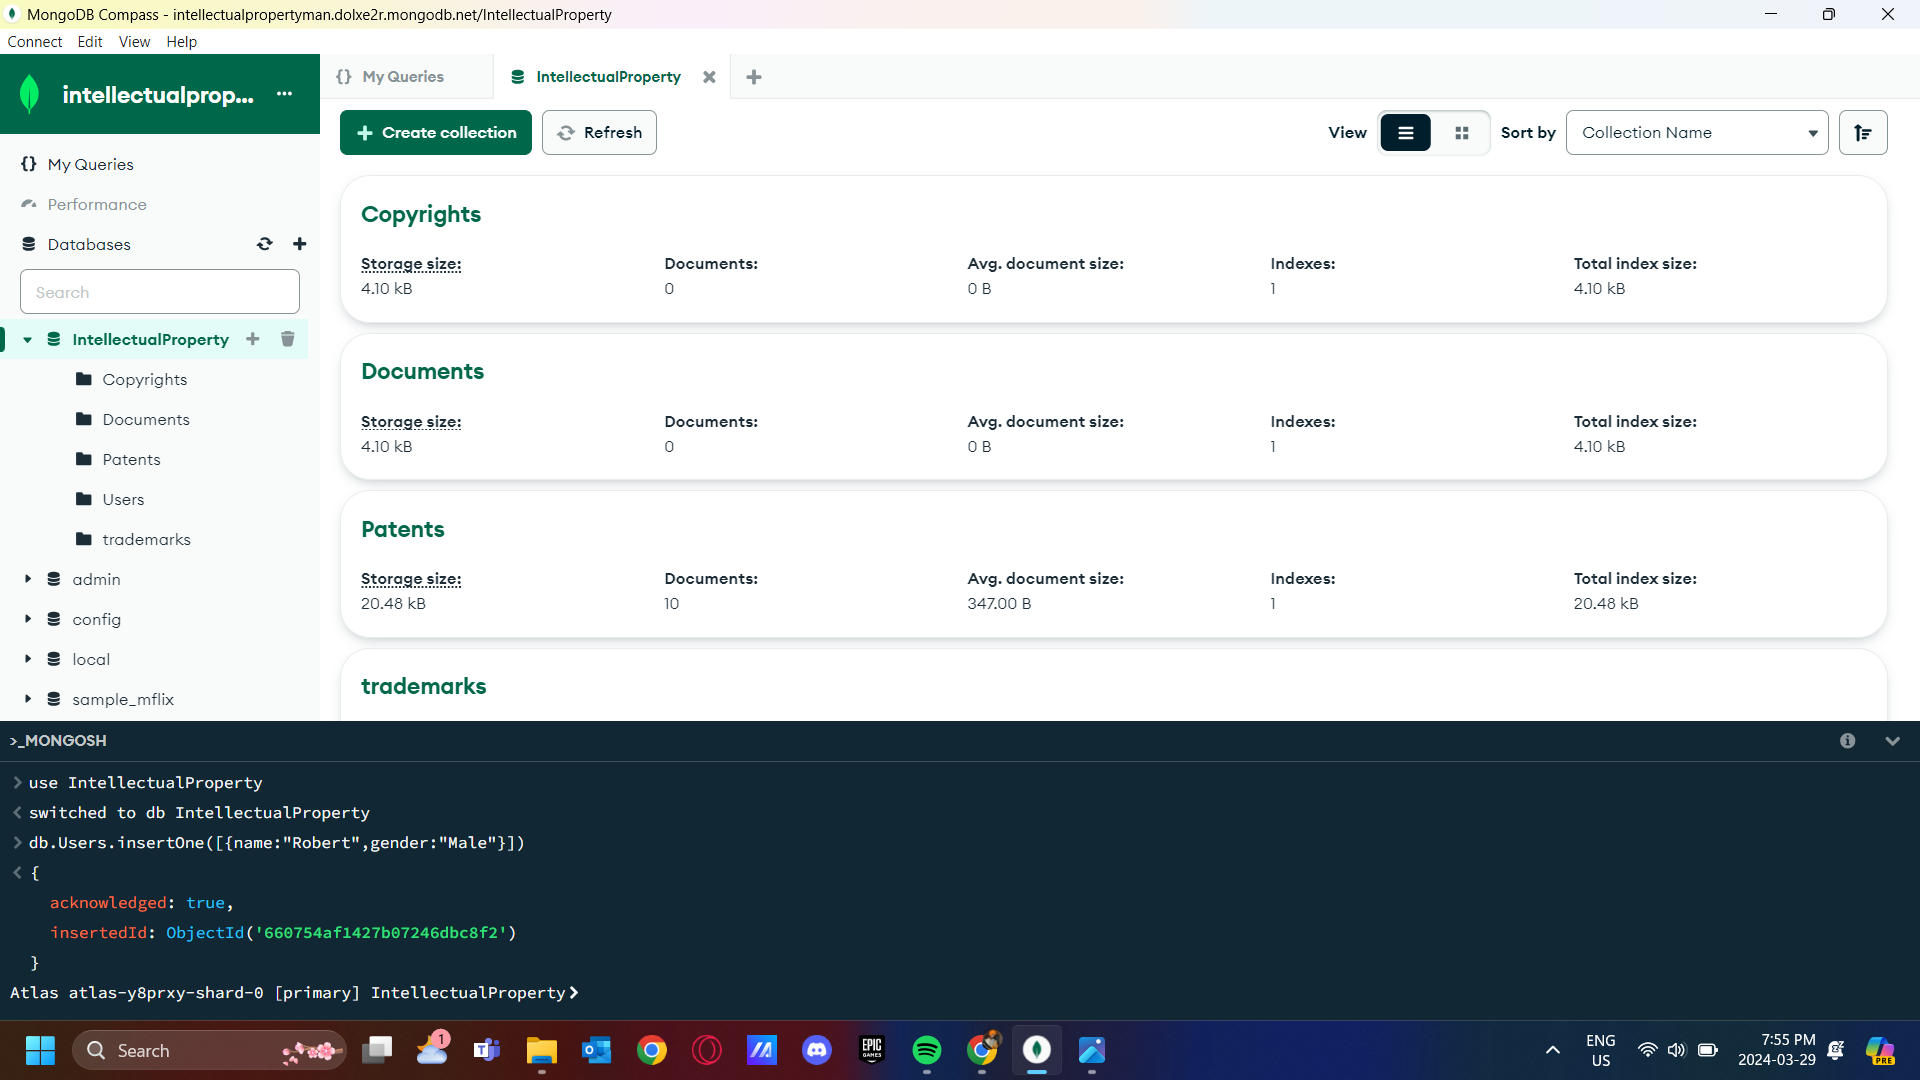 MongoDB Compass - intellectualpropertyman.dolxe2r.mongodb.net/IntellectualProperty
Connect Edit View Help
intellectualprop... ...
{} My Queries
IntellectualProperty
Create collection
Refresh
View
Sort by
Collection Name
{} My Queries
Performance
Databases
Search
IntellectualProperty
Copyrights
Documents
Patents
Users
trademarks
admin
config
local
sample_mflix
Copyrights
Storage size: Documents: Avg. document size: Indexes: Total index size:
4.10 kB 0 0 B 1 4.10 kB
Documents
Storage size: Documents: Avg. document size: Indexes: Total index size:
4.10 kB 0 0 B 1 4.10 kB
Patents
Storage size: Documents: Avg. document size: Indexes: Total index size:
20.48 kB 10 347.00 B 1 20.48 kB
trademarks
>_MONGOSH
> use IntellectualProperty
< switched to db IntellectualProperty
> db.Users.insertOne([{name:"Robert",gender:"Male"}])
< {
acknowledged: true,
insertedId: ObjectId('660754af1427b07246dbc8f2')
}
Atlas atlas-y8prxy-shard-0 [primary] IntellectualProperty>
Search
1
EPIC
GAMES
ENG
US
7:55 PM
2024-03-29
PRE